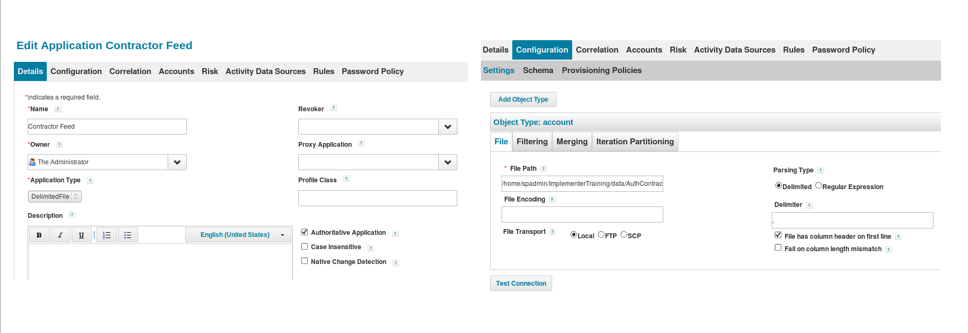 Edit Application Contractor Feed
Details Configuration Correlation Accounts Risk Activity Data Sources Rules Password Policy
*indicates a required field.
*Name ?
Contractor Feed
*Owner ?
The Administrator
*Application Type ?
DelimitedFile
Description ?
B I U English (United States)
Revoker ?
Proxy Application ?
Profile Class ?
Authoritative Application ?
Case Insensitive ?
Native Change Detection ?
Details Configuration Correlation Accounts Risk Activity Data Sources Rules Password Policy
Settings Schema Provisioning Policies
Add Object Type
Object Type: account
File Filtering Merging Iteration Partitioning
* File Path ?
/home/spadmin/ImplementerTraining/data/AuthContrac
File Encoding ?
File Transport ? Local FTP SCP
Parsing Type ?
Delimited Regular Expression
Delimiter ?
,
File has column header on first line ?
Fail on column length mismatch ?
Test Connection